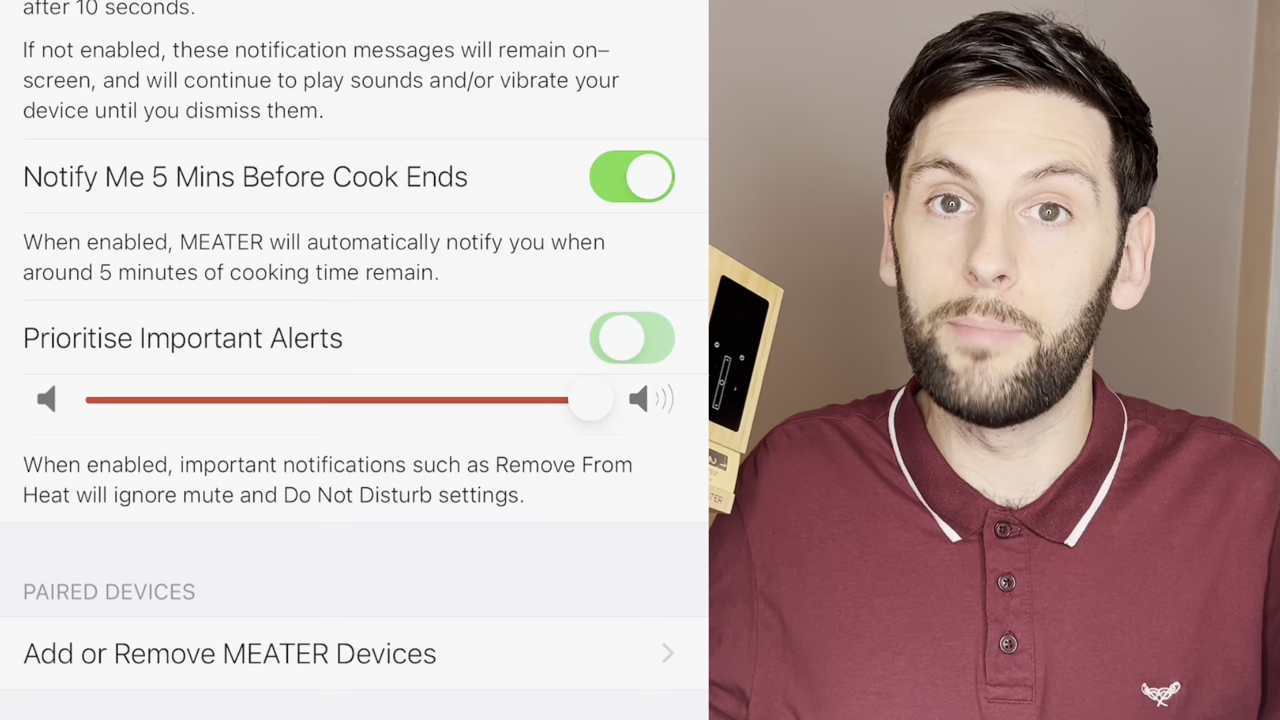 after 10 seconds.
If not enabled, these notification messages will remain on–
screen, and will continue to play sounds and/or vibrate your
device until you dismiss them.
Notify Me 5 Mins Before Cook Ends
When enabled, MEATER will automatically notify you when
around 5 minutes of cooking time remain.
Prioritise Important Alerts
When enabled, important notifications such as Remove From
Heat will ignore mute and Do Not Disturb settings.
PAIRED DEVICES
Add or Remove MEATER Devices